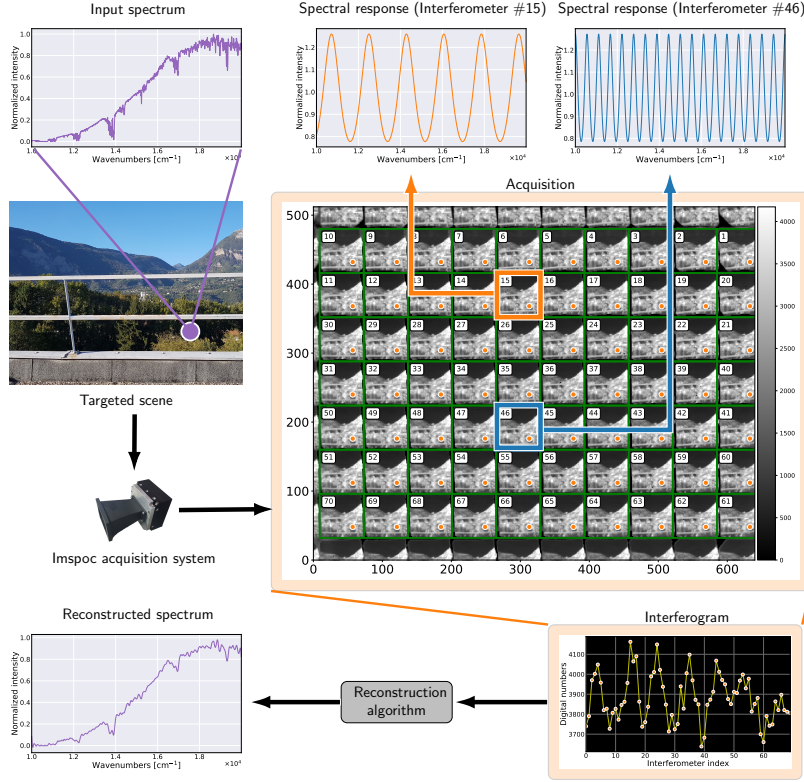 Input spectrum
Spectral response (Interferometer #15)
Spectral response (Interferometer #46)
Normalized intensity
1.0
0.8
0.6
0.4
0.2
0.0
1.0 1.2 1.4 1.6 1.8 2.0
Wavenumbers [cm⁻¹]
×10⁴
Normalized intensity
1.2
1.1
1.0
0.9
0.8
1.0 1.2 1.4 1.6 1.8 2.0
Wavenumbers [cm⁻¹]
×10⁴
Normalized intensity
1.2
1.1
1.0
0.9
0.8
1.0 1.2 1.4 1.6 1.8 2.0
Wavenumbers [cm⁻¹]
×10⁴
Acquisition
500
400
300
200
100
0
0 100 200 300 400 500 600
10 9 8 7 6 5 4 3 2 1
11 12 13 14 15 16 17 18 19 20
30 29 28 27 26 25 24 23 22 21
31 32 33 34 35 36 37 38 39 40
50 49 48 47 46 45 44 43 42 41
51 52 53 54 55 56 57 58 59 60
70 69 68 67 66 65 64 63 62 61
4000
3500
3000
2500
2000
1500
1000
500
0
Targeted scene
Imspoc acquisition system
Reconstructed spectrum
Normalized intensity
1.0
0.8
0.6
0.4
0.2
0.0
1.0 1.2 1.4 1.6 1.8 2.0
Wavenumbers [cm⁻¹]
×10⁴
Reconstruction
algorithm
Interferogram
Digital numbers
4100
4000
3900
3800
3700
0 10 20 30 40 50 60
Interferometer index